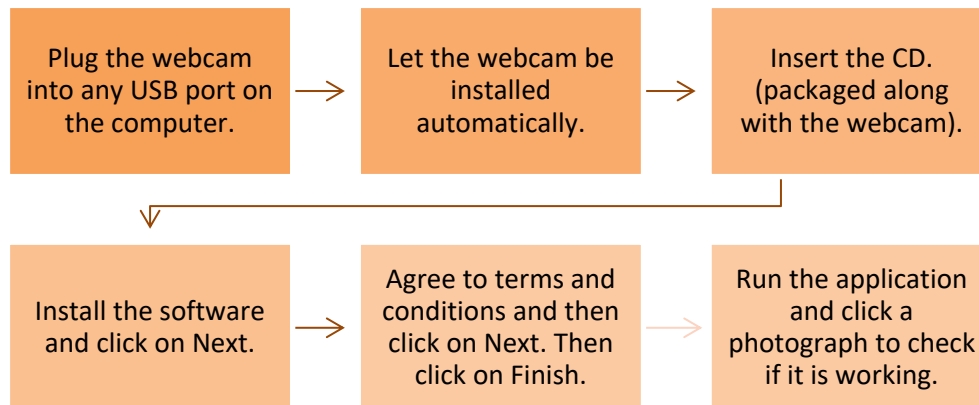 Plug the webcam
into any USB port on
the computer.
Let the webcam be
installed
automatically.
Insert the CD.
(packaged along
with the webcam).
Install the software
and click on Next.
Agree to terms and
conditions and then
click on Next. Then
click on Finish.
Run the application
and click a
photograph to check
if it is working.